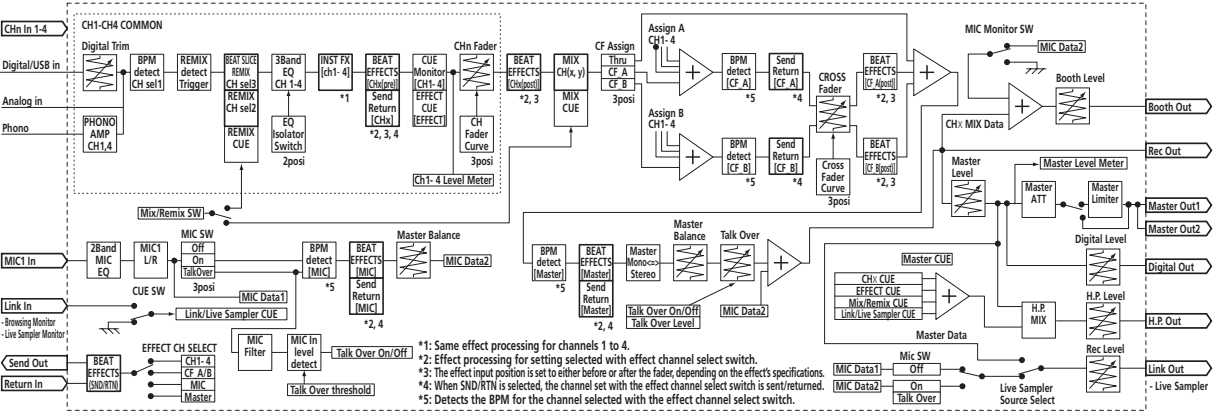 CHn In 1-4
Digital/USB in
Analog in
Phono
CH1-CH4 COMMON
Digital Trim
PHONO
AMP
CH1,4
BPM
detect
CH sel1
REMIX
detect
Trigger
BEAT SLICE
REMIX
CH sel3
REMIX
CH sel2
REMIX
CUE
3Band
EQ
CH 1-4
EQ
Isolator
Switch
2posi
INST FX
[ch1- 4]
*1
BEAT
EFFECTS
[CHx(pre)]
Send
Return
[CHx]
*2, 3, 4
CUE
Monitor
[CH1- 4]
EFFECT
CUE
[EFFECT]
CHn Fader
CH
Fader
Curve
3posi
Ch1- 4 Level Meter
BEAT
EFFECTS
[CHx(post)]
*2, 3
MIX
CH(x, y)
MIX
CUE
CF Assign
Thru
CF_A
CF_B
3posi
Assign A
CH1- 4
Assign B
CH1- 4
BPM
detect
[CF_A]
*5
Send
Return
[CF_A]
*4
BPM
detect
[CF_B]
*5
Send
Return
[CF_B]
*4
CROSS
Fader
Cross
Fader
Curve
3posi
BEAT
EFFECTS
[CF_A(post)]
*2, 3
BEAT
EFFECTS
[CF_B(post)]
*2, 3
MIC Monitor SW
MIC Data2
Booth Level
CHX MIX Data
Booth Out
Rec Out
Master
Level
Master Level Meter
Master
ATT
Master
Limiter
Master Out1
Master Out2
Digital Level
Digital Out
Mix/Remix SW
MIC1 In
2Band
MIC
EQ
MIC1
L/R
MIC SW
Off
On
TalkOver
3posi
MIC Data1
BPM
detect
[MIC]
*5
BEAT
EFFECTS
[MIC]
Send
Return
[MIC]
*2, 4
Master Balance
MIC Data2
BPM
detect
[Master]
*5
BEAT
EFFECTS
[Master]
Send
Return
[Master]
*2, 4
Master
Mono<=>
Stereo
Master
Balance
Talk Over
Talk Over On/Off
Talk Over Level
MIC Data2
Master CUE
CHX CUE
EFFECT CUE
Mix/Remix CUE
Link/Live Sampler CUE
H.P.
MIX
H.P. Level
H.P. Out
Link In
- Browsing Monitor
- Live Sampler Monitor
CUE SW
Link/Live Sampler CUE
Send Out
Return In
BEAT
EFFECTS
(SND/RTN)
EFFECT CH SELECT
CH1- 4
CF_A/B
MIC
Master
MIC
Filter
MIC In
level
detect
Talk Over On/Off
Talk Over threshold
*1: Same effect processing for channels 1 to 4.
*2: Effect processing for setting selected with effect channel select switch.
*3: The effect input position is set to either before or after the fader, depending on the effect's specifications.
*4: When SND/RTN is selected, the channel set with the effect channel select switch is sent/returned.
*5: Detects the BPM for the channel selected with the effect channel select switch.
Master Data
Mic SW
MIC Data1
Off
MIC Data2
On
Talk Over
Live Sampler
Source Select
Rec Level
Link Out
- Live Sampler